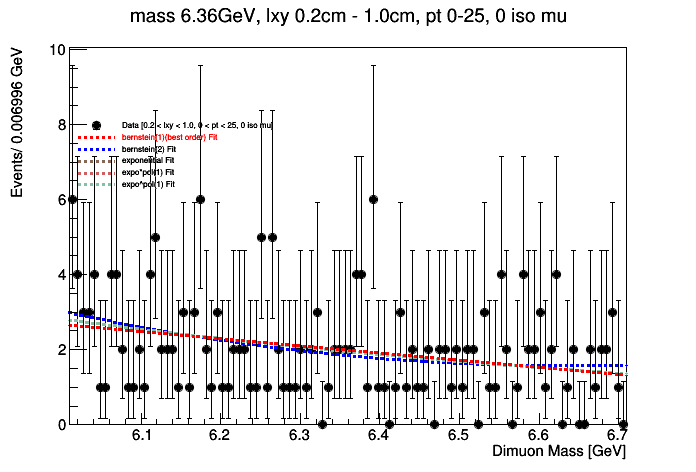 mass 6.36GeV, lxy 0.2cm - 1.0cm, pt 0-25, 0 iso mu
Events/ 0.006996 GeV
10
8
6
4
2
0
Data [0.2 < lxy < 1.0, 0 < pt < 25, 0 iso mu]
bernstein(1)(best order) Fit
bernstein(2) Fit
exponential Fit
expo*pol(1) Fit
expo^pol(1) Fit
6.1 6.2 6.3 6.4 6.5 6.6 6.7
Dimuon Mass [GeV]